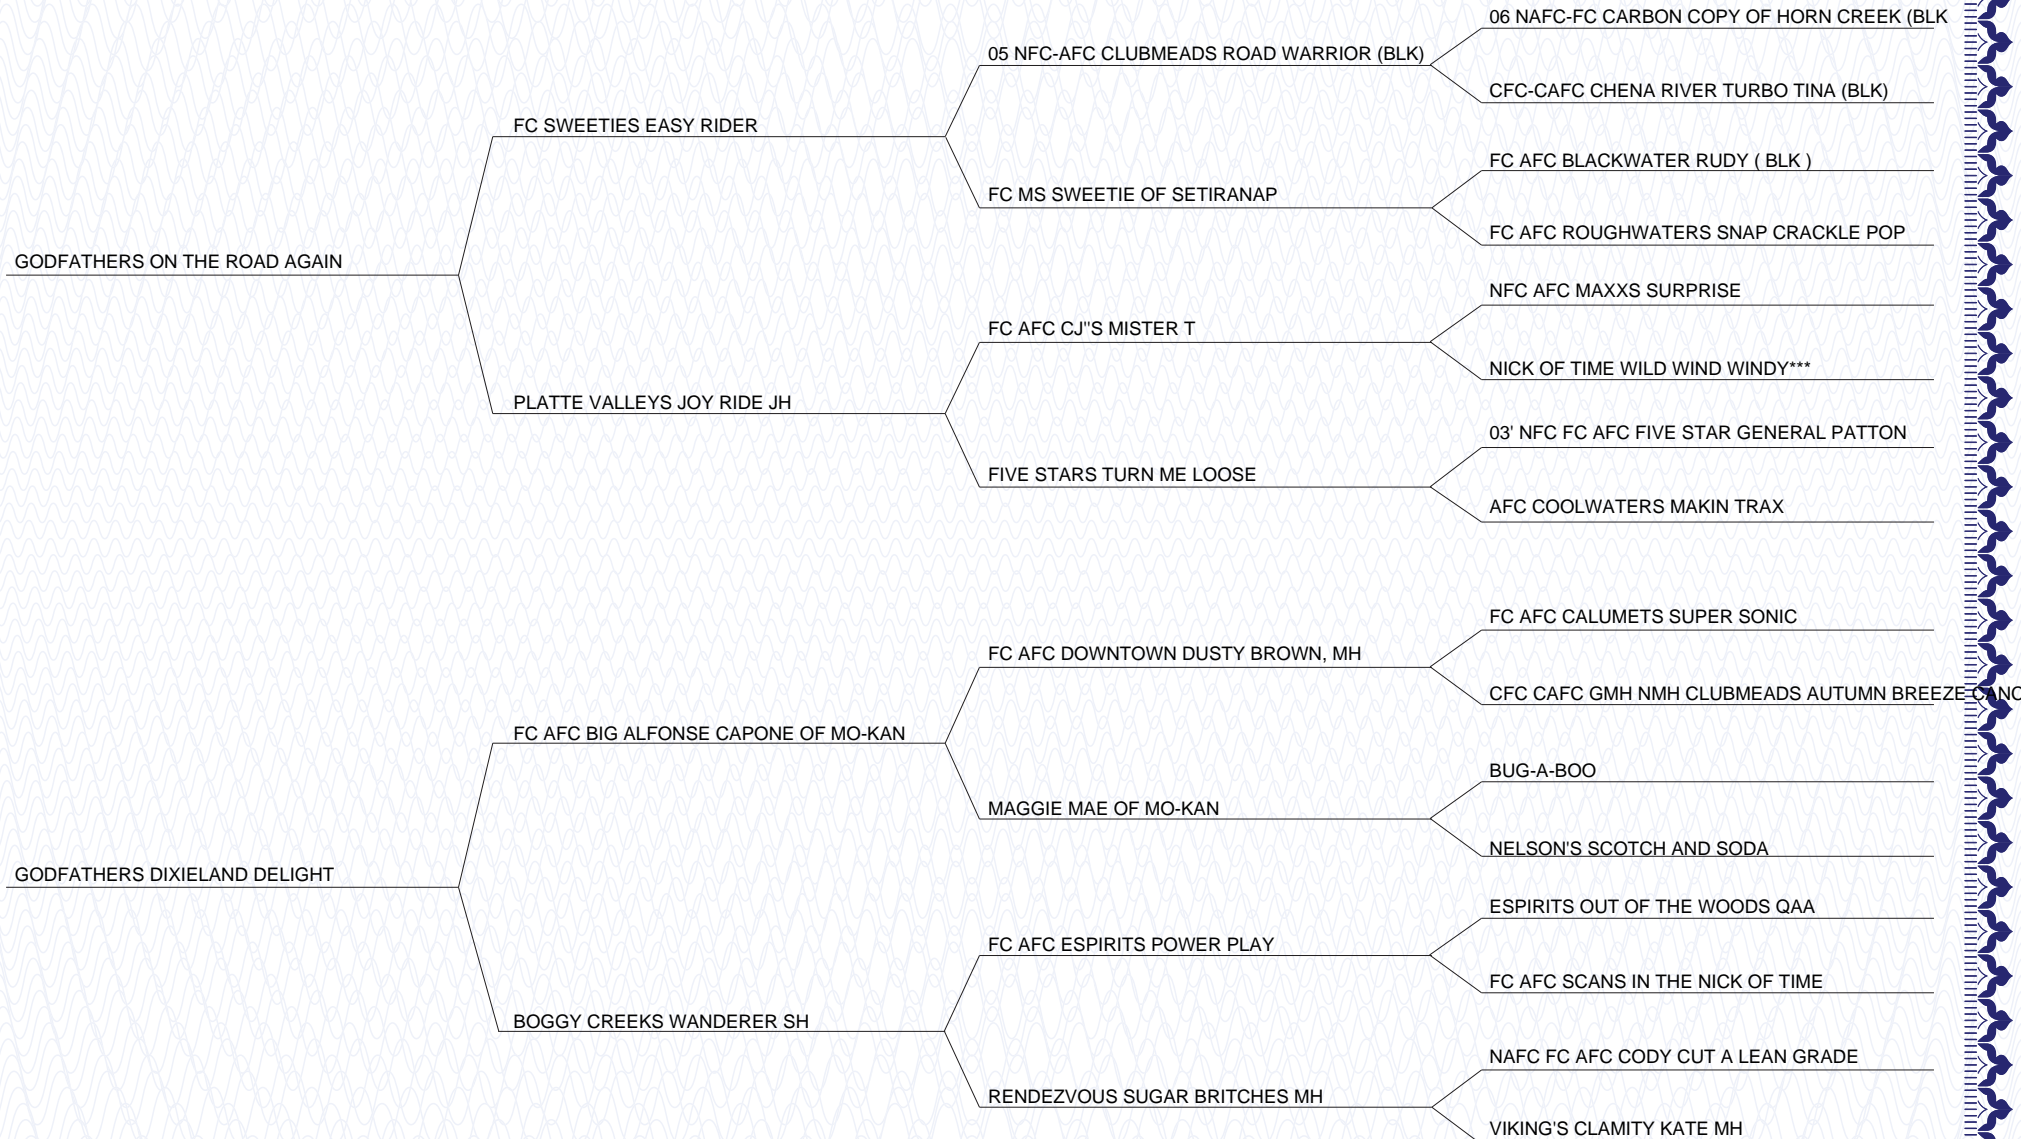 06 NAFC-FC CARBON COPY OF HORN CREEK (BLK
05 NFC-AFC CLUBMEADS ROAD WARRIOR (BLK)
CFC-CAFC CHENA RIVER TURBO TINA (BLK)
FC SWEETIES EASY RIDER
FC AFC BLACKWATER RUDY ( BLK )
FC MS SWEETIE OF SETIRANAP
FC AFC ROUGHWATERS SNAP CRACKLE POP
GODFATHERS ON THE ROAD AGAIN
NFC AFC MAXXS SURPRISE
FC AFC CJ"S MISTER T
NICK OF TIME WILD WIND WINDY***
PLATTE VALLEYS JOY RIDE JH
03' NFC FC AFC FIVE STAR GENERAL PATTON
FIVE STARS TURN ME LOOSE
AFC COOLWATERS MAKIN TRAX
FC AFC CALUMETS SUPER SONIC
FC AFC DOWNTOWN DUSTY BROWN, MH
CFC CAFC GMH NMH CLUBMEADS AUTUMN BREEZE CANC
FC AFC BIG ALFONSE CAPONE OF MO-KAN
BUG-A-BOO
MAGGIE MAE OF MO-KAN
NELSON'S SCOTCH AND SODA
GODFATHERS DIXIELAND DELIGHT
ESPIRITS OUT OF THE WOODS QAA
FC AFC ESPIRITS POWER PLAY
FC AFC SCANS IN THE NICK OF TIME
BOGGY CREEKS WANDERER SH
NAFC FC AFC CODY CUT A LEAN GRADE
RENDEZVOUS SUGAR BRITCHES MH
VIKING'S CLAMITY KATE MH